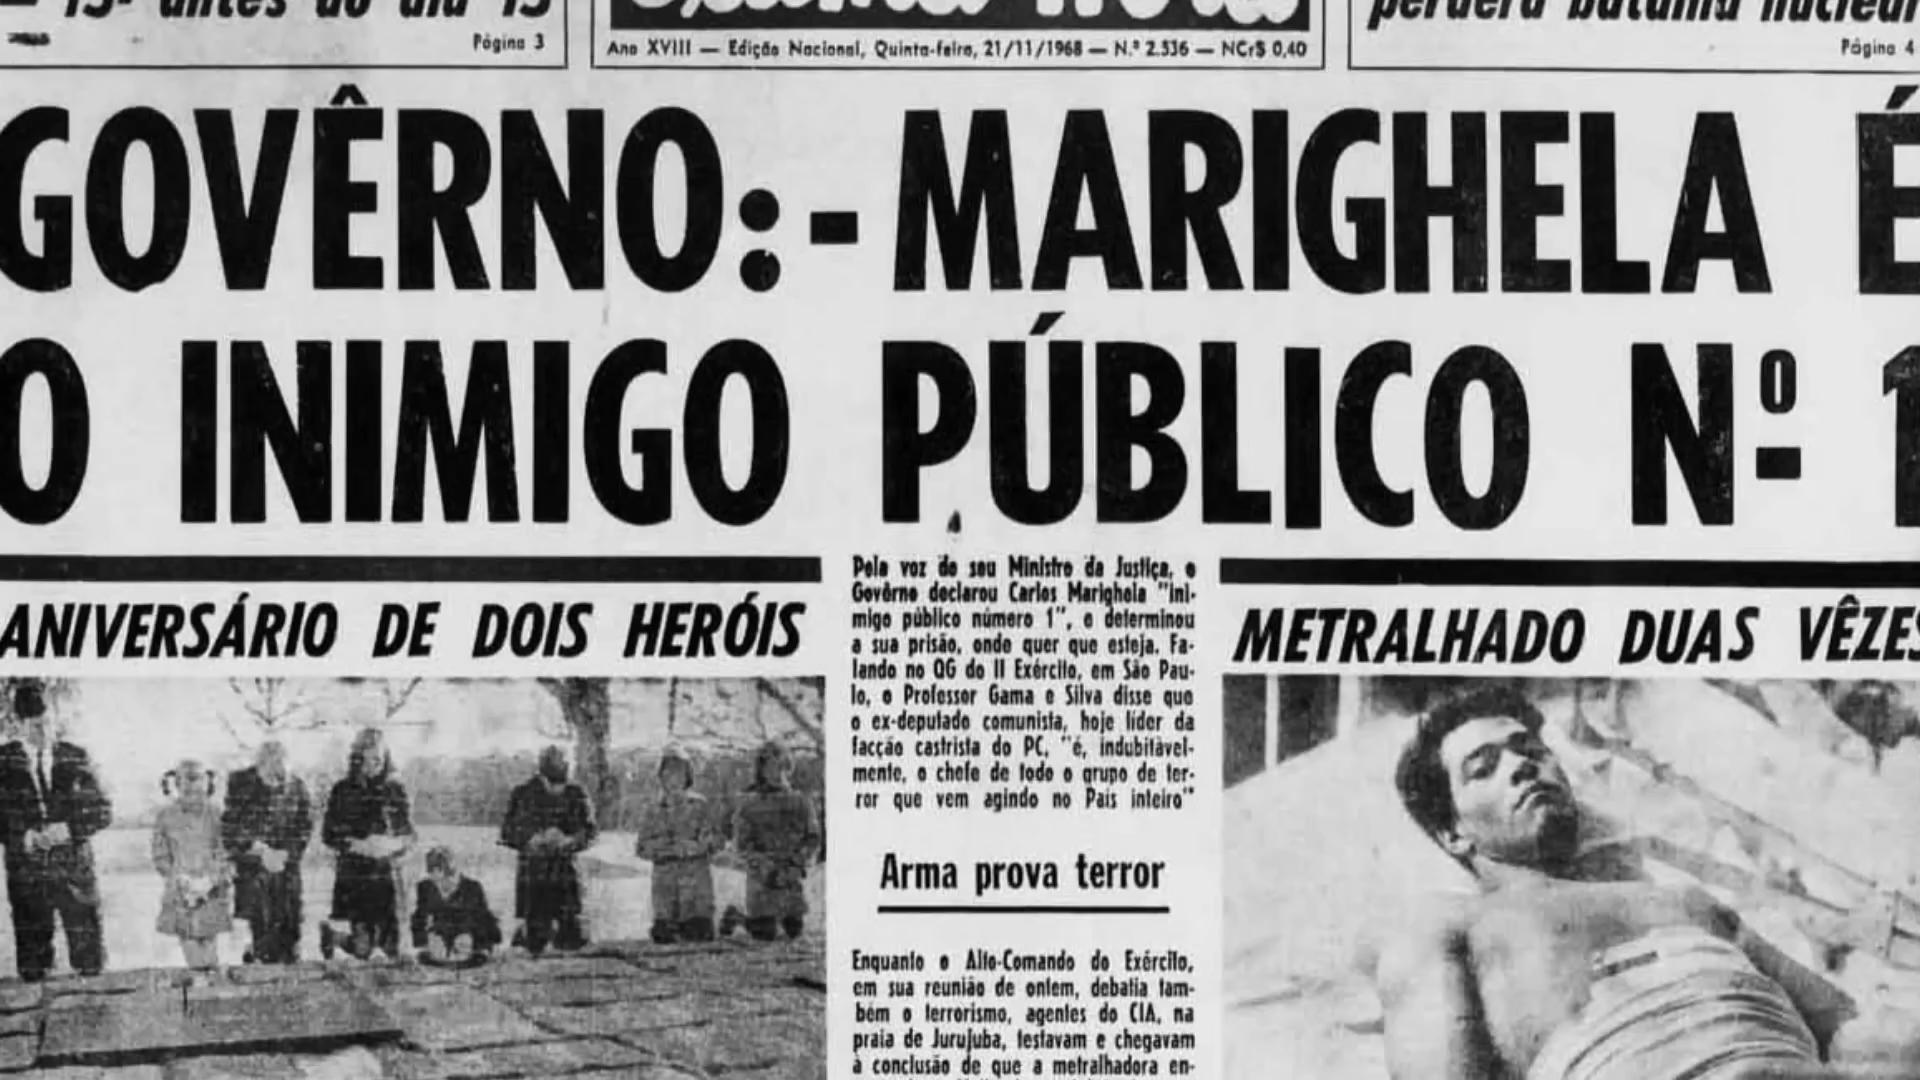 Página 3
Ano XVIII — Edição Nacional, Quinta-feira, 21/11/1968 — N.º 2.536 — NCr$ 0,40
perderá batalha nuclear
Página 4
GOVÊRNO:- MARIGHELA É
O INIMIGO PÚBLICO Nº 1
ANIVERSÁRIO DE DOIS HERÓIS
Pela voz de seu Ministro da Justiça, o
Govêrno declarou Carlos Marighela "ini-
migo público número 1", e determinou
a sua prisão, onde quer que esteja. Fa-
lando no QG do II Exército, em São Pau-
lo, o Professor Gama e Silva disse que
o ex-deputado comunista, hoje líder da
facção castrista do PC, "é, indubitàvel-
mente, o chefe de todo o grupo de ter-
ror que vem agindo no País inteiro"
Arma prova terror
Enquanto o Alto-Comando do Exército,
em sua reunião de ontem, debatia tam-
bém o terrorismo, agentes do CIA, na
praia de Jurujuba, testavam e chegavam
à conclusão de que a metralhadora en-
METRALHADO DUAS VÊZES